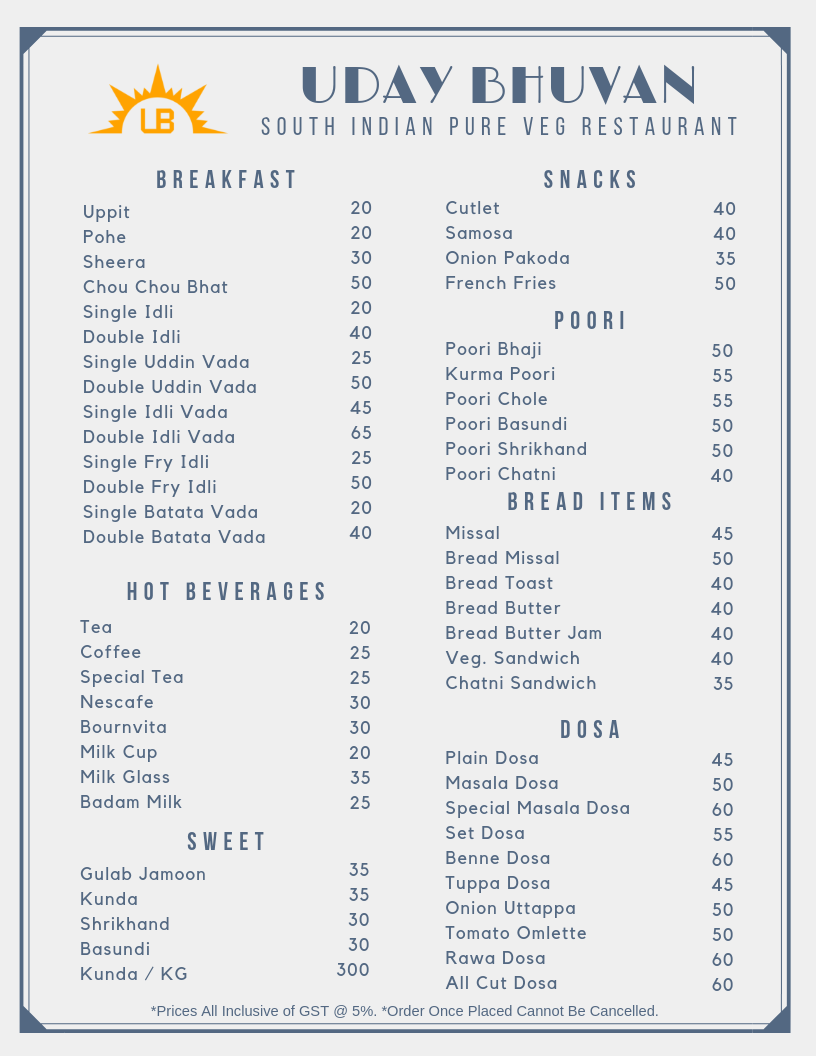 UDAY BHUVAN
SOUTH INDIAN PURE VEG RESTAURANT
UB
BREAKFAST
Uppit 20
Pohe 20
Sheera 30
Chou Chou Bhat 50
Single Idli 20
Double Idli 40
Single Uddin Vada 25
Double Uddin Vada 50
Single Idli Vada 45
Double Idli Vada 65
Single Fry Idli 25
Double Fry Idli 50
Single Batata Vada 20
Double Batata Vada 40
HOT BEVERAGES
Tea 20
Coffee 25
Special Tea 25
Nescafe 30
Bournvita 30
Milk Cup 20
Milk Glass 35
Badam Milk 25
SWEET
Gulab Jamoon 35
Kunda 35
Shrikhand 30
Basundi 30
Kunda / KG 300
SNACKS
Cutlet 40
Samosa 40
Onion Pakoda 35
French Fries 50
POORI
Poori Bhaji 50
Kurma Poori 55
Poori Chole 55
Poori Basundi 50
Poori Shrikhand 50
Poori Chatni 40
BREAD ITEMS
Missal 45
Bread Missal 50
Bread Toast 40
Bread Butter 40
Bread Butter Jam 40
Veg. Sandwich 40
Chatni Sandwich 35
DOSA
Plain Dosa 45
Masala Dosa 50
Special Masala Dosa 60
Set Dosa 55
Benne Dosa 60
Tuppa Dosa 45
Onion Uttappa 50
Tomato Omlette 50
Rawa Dosa 60
All Cut Dosa 60
*Prices All Inclusive of GST @ 5%. *Order Once Placed Cannot Be Cancelled.